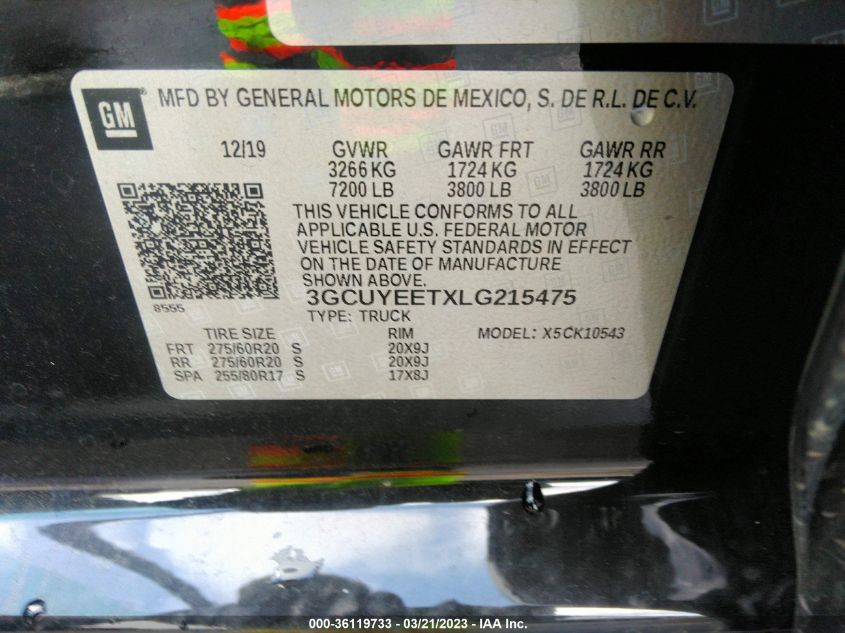 GM
MFD BY GENERAL MOTORS DE MEXICO, S. DE R.L. DE C.V.
12/19 GVWR GAWR FRT GAWR RR
3266 KG 1724 KG 1724 KG
7200 LB 3800 LB 3800 LB
THIS VEHICLE CONFORMS TO ALL
APPLICABLE U.S. FEDERAL MOTOR
VEHICLE SAFETY STANDARDS IN EFFECT
ON THE DATE OF MANUFACTURE
SHOWN ABOVE.
8555
3GCUYEETXLG215475
TYPE: TRUCK
TIRE SIZE RIM MODEL: X5 CK10543
FRT 275/60R20 S 20X9J
RR 275/60R20 S 20X9J
SPA 255/80R17 S 17X8J
000-36119733 - 03/21/2023 - IAA Inc.